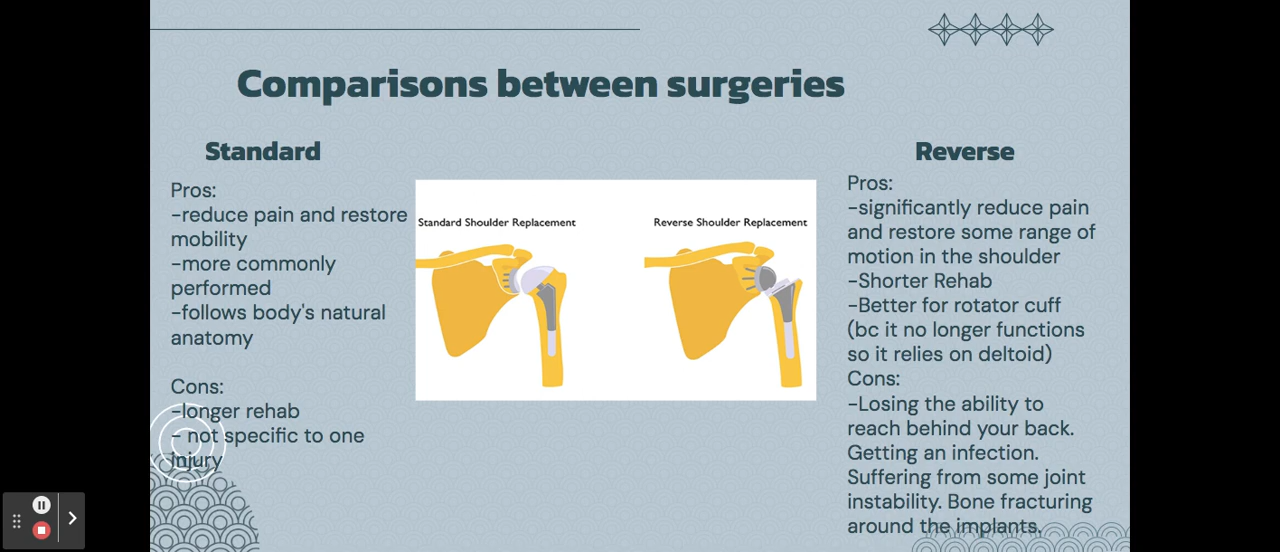 Comparisons between surgeries
Standard
Pros:
-reduce pain and restore
mobility
-more commonly
performed
-follows body's natural
anatomy
Cons:
-longer rehab
- not specific to one
injury
Standard Shoulder Replacement
Reverse Shoulder Replacement
Reverse
Pros:
-significantly reduce pain
and restore some range of
motion in the shoulder
-Shorter Rehab
-Better for rotator cuff
(bc it no longer functions
so it relies on deltoid)
Cons:
-Losing the ability to
reach behind your back.
Getting an infection.
Suffering from some joint
instability. Bone fracturing
around the implants.